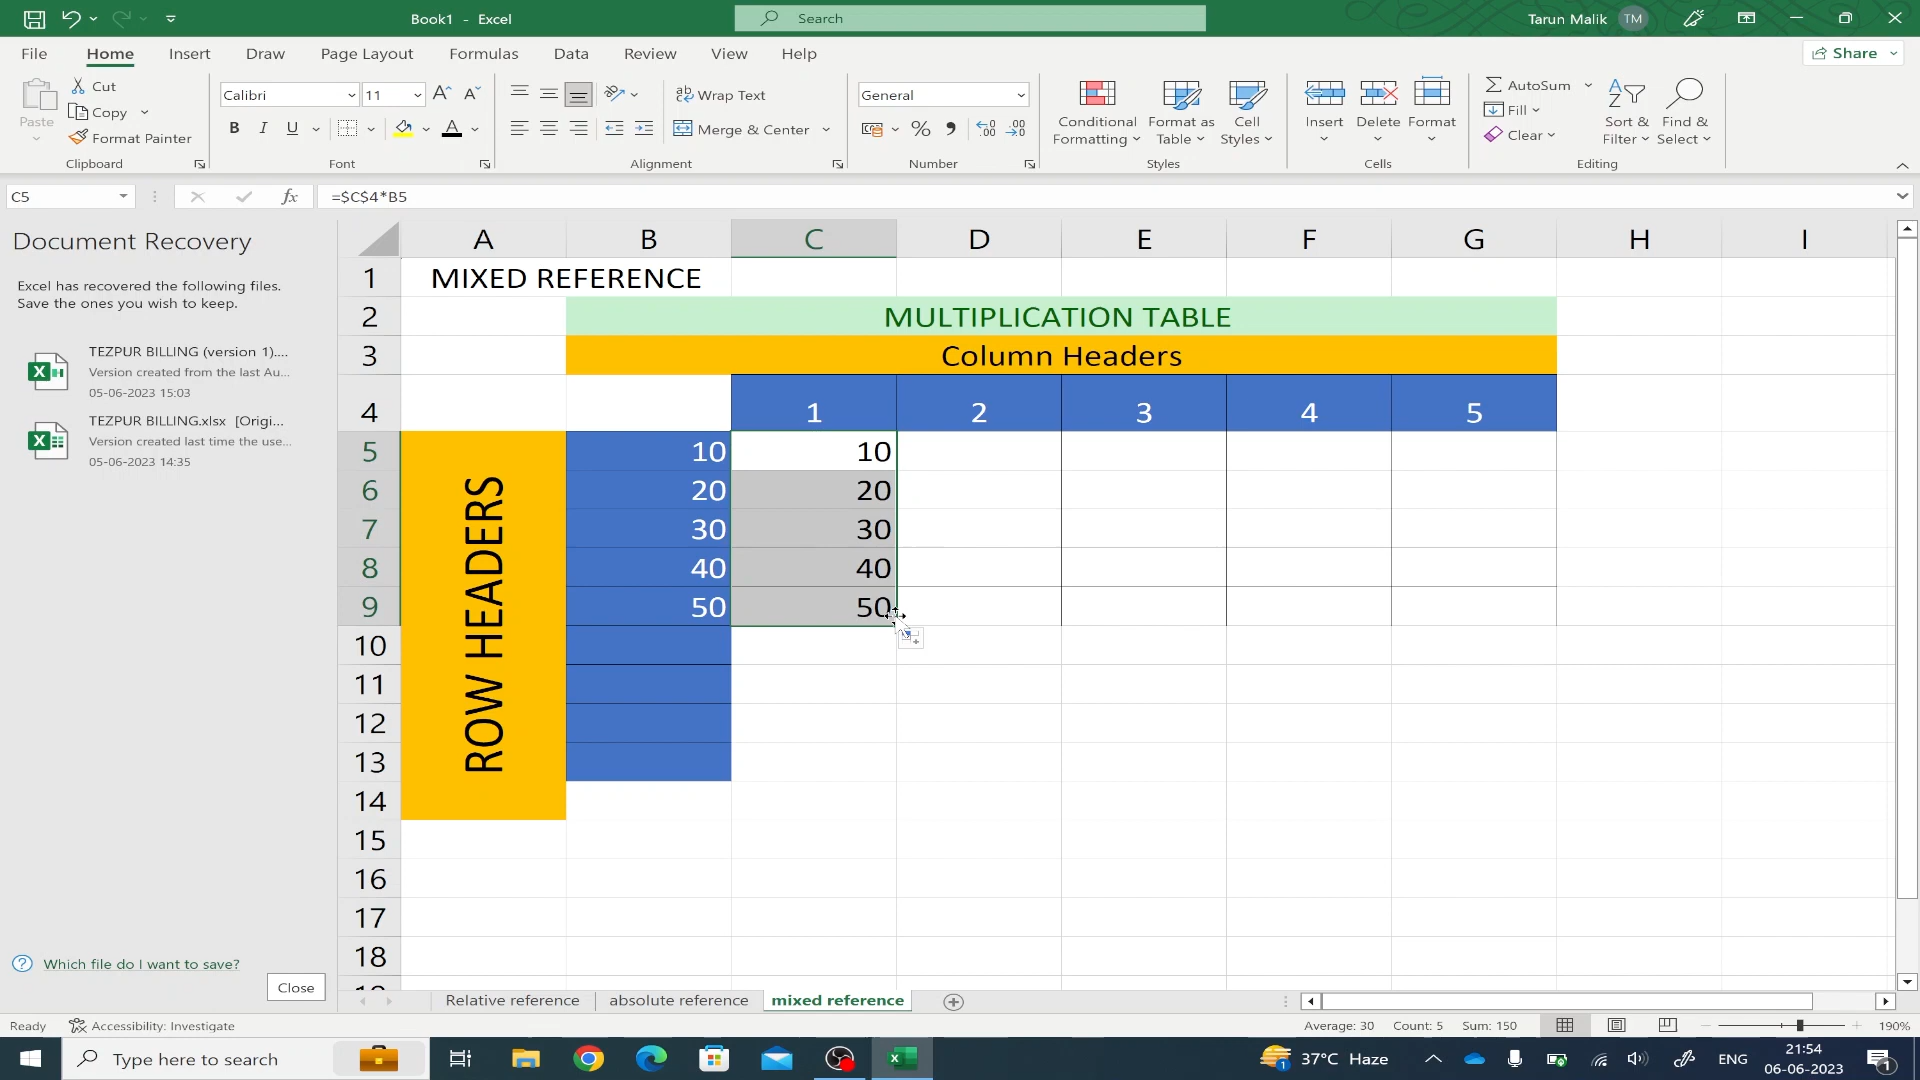 Book1 - Excel
Search
Tarun Malik TM
File Home Insert Draw Page Layout Formulas Data Review View Help
Share
Paste
Cut
Copy
Format Painter
Clipboard
Calibri 11
B I U
Font
Wrap Text
Merge & Center
Alignment
General
Number
Conditional Formatting
Format as Table
Cell Styles
Styles
Insert
Delete
Format
Cells
AutoSum
Fill
Clear
Sort & Filter
Find & Select
Editing
C5
fx
=$C$4*B5
Document Recovery
Excel has recovered the following files.
Save the ones you wish to keep.
TEZPUR BILLING (version 1)....
Version created from the last Au...
05-06-2023 15:03
TEZPUR BILLING.xlsx [Origi...
Version created last time the use...
05-06-2023 14:35
Which file do I want to save?
Close
A B C D E F G H I
1 MIXED REFERENCE
2 MULTIPLICATION TABLE
3 Column Headers
4 1 2 3 4 5
ROW HEADERS
5 10 10
6 20 20
7 30 30
8 40 40
9 50 50
10
11
12
13
14
15
16
17
18
Relative reference absolute reference mixed reference
Ready Accessibility: Investigate
Average: 30 Count: 5 Sum: 150
190%
Type here to search
37°C Haze
ENG
21:54
06-06-2023
1